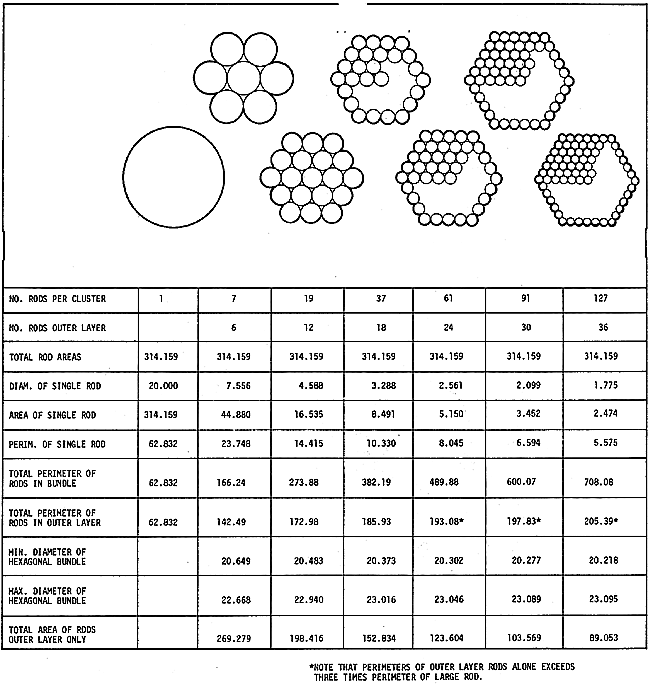 NO. RODS PER CLUSTER 1 7 19 37 61 91 127
NO. RODS OUTER LAYER 6 12 18 24 30 36
TOTAL ROD AREAS 314.159 314.159 314.159 314.159 314.159 314.159 314.159
DIAM. OF SINGLE ROD 20.000 7.556 4.588 3.288 2.561 2.099 1.775
AREA OF SINGLE ROD 314.159 44.880 16.535 8.491 5.150 3.452 2.474
PERIM. OF SINGLE ROD 62.832 23.748 14.415 10.330 8.045 6.594 5.575
TOTAL PERIMETER OF
RODS IN BUNDLE 62.832 166.24 273.88 382.19 489.88 600.07 708.08
TOTAL PERIMETER OF
RODS IN OUTER LAYER 62.832 142.49 172.98 185.93 193.08* 197.83* 205.39*
MIN. DIAMETER OF
HEXAGONAL BUNDLE 20.649 20.483 20.373 20.302 20.277 20.218
MAX. DIAMETER OF
HEXAGONAL BUNDLE 22.668 22.940 23.016 23.046 23.089 23.095
TOTAL AREA OF RODS
OUTER LAYER ONLY 269.279 198.416 152.834 123.604 103.569 89.053
*NOTE THAT PERIMETERS OF OUTER LAYER RODS ALONE EXCEEDS
THREE TIMES PERIMETER OF LARGE ROD.